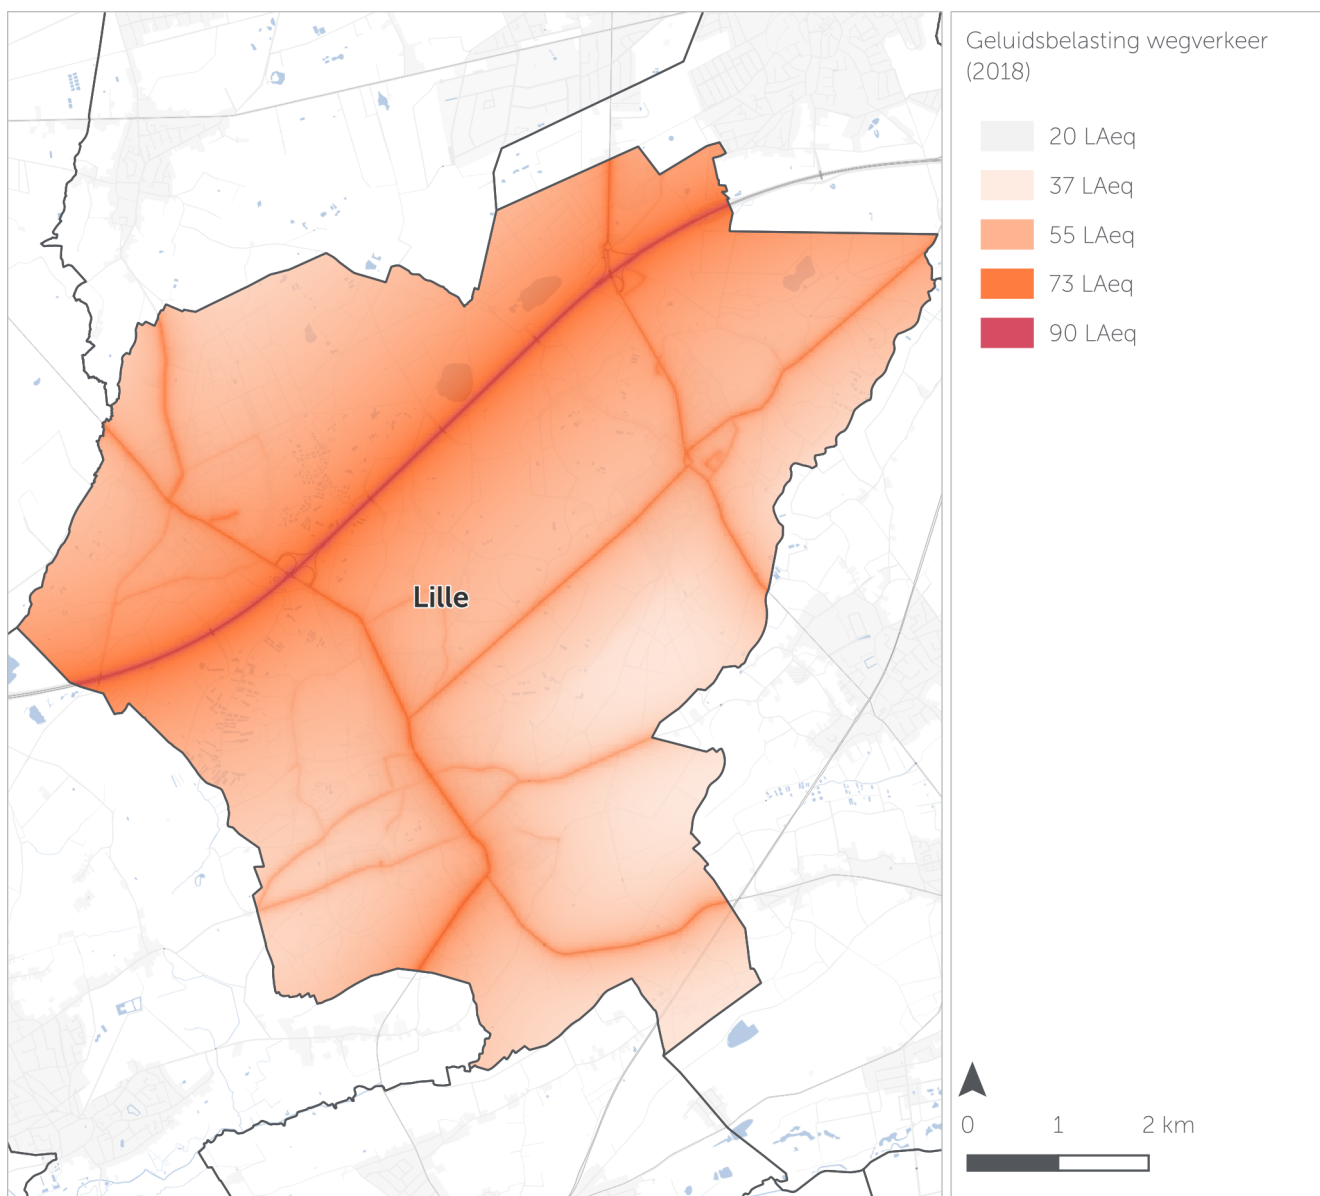 Geluidsbelasting wegverkeer
(2018)
20 LAeq
37 LAeq
55 LAeq
73 LAeq
90 LAeq
Lille
0 1 2 km